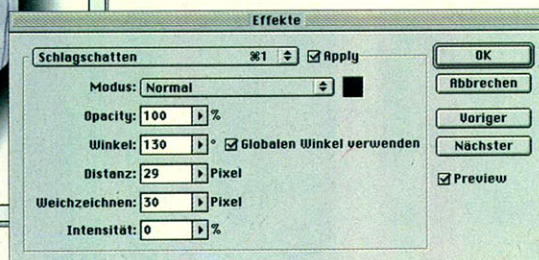 Effekte
Schlagschatten ⌘1 Apply
Modus: Normal
Opacity: 100 %
Winkel: 130 ° Globalen Winkel verwenden
Distanz: 29 Pixel
Weichzeichnen: 30 Pixel
Intensität: 0 %
OK
Abbrechen
Voriger
Nächster
Preview